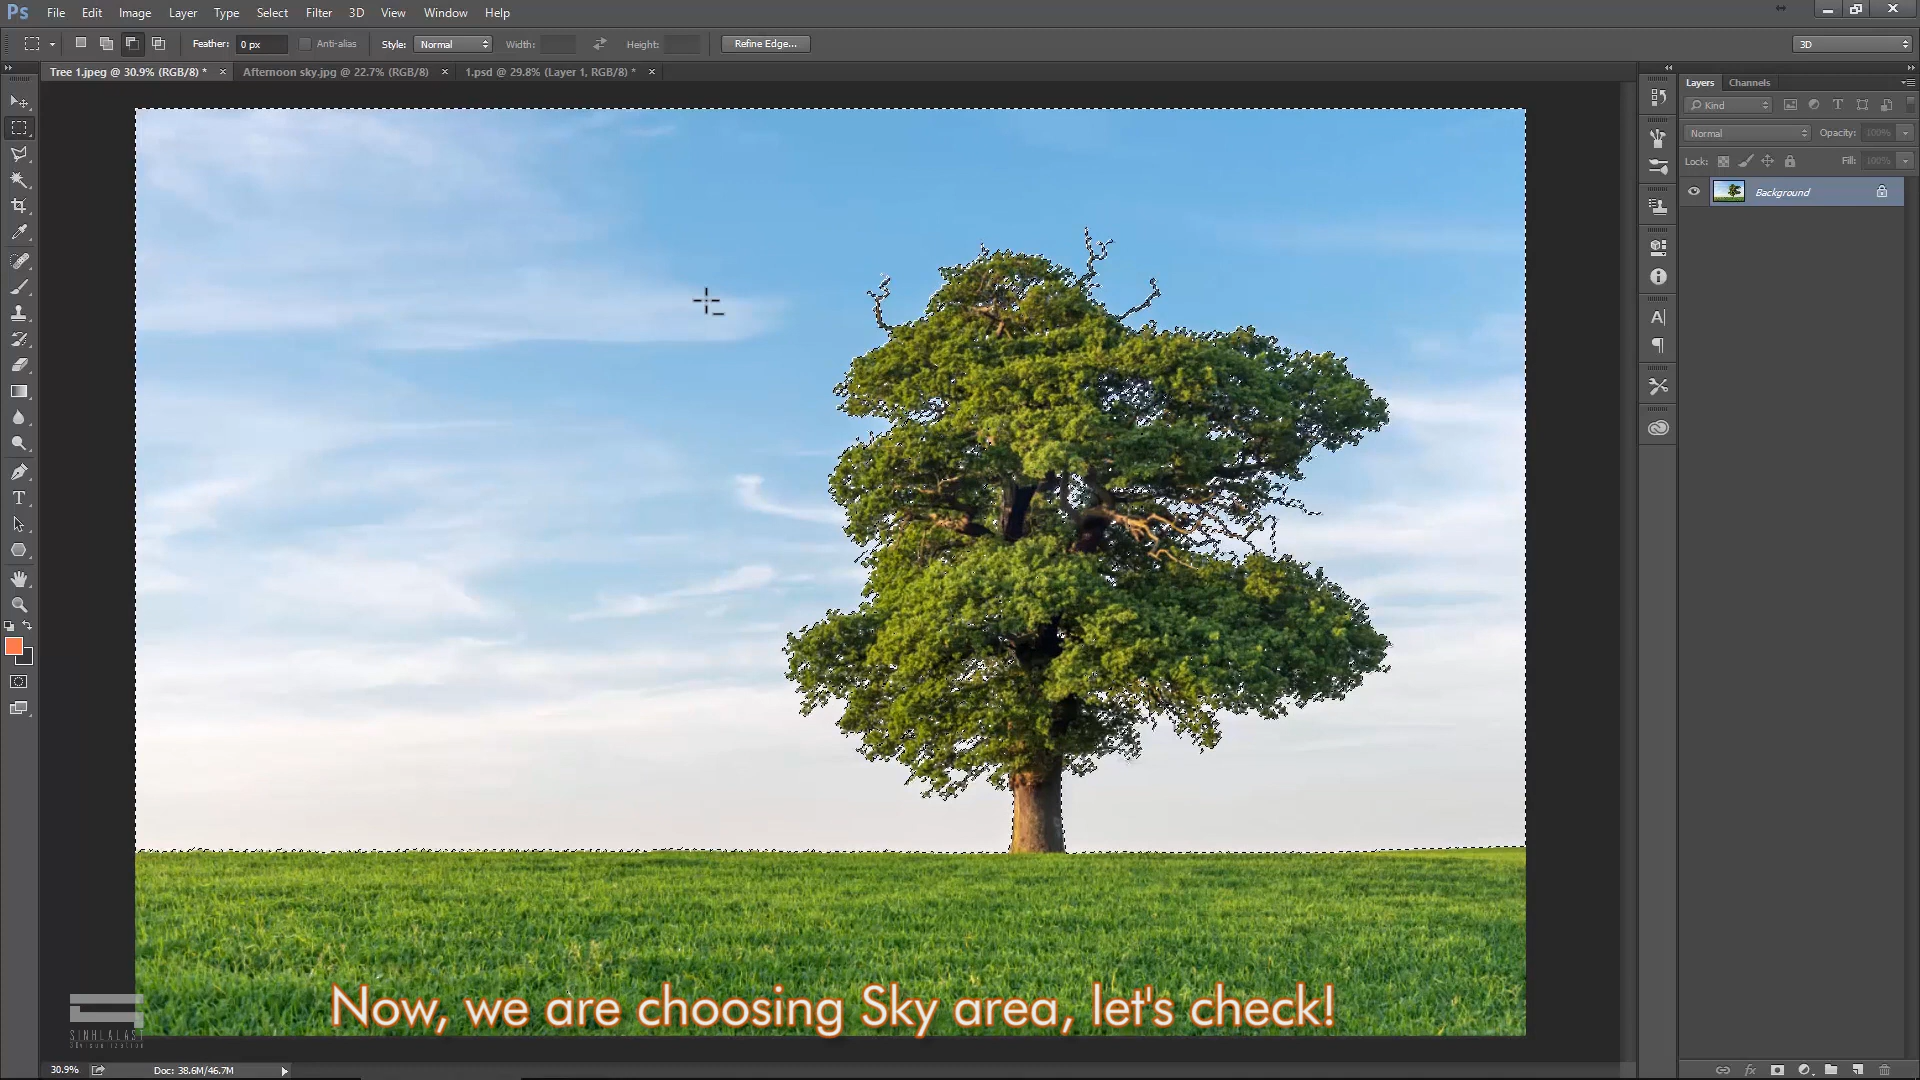 Ps File Edit Image Layer Type Select Filter 3D View Window Help
Feather: 0 px Anti-alias Style: Normal Width: Height: Refine Edge... 3D
Tree 1.jpeg @ 30.9% (RGB/8) * × Afternoon sky.jpg @ 22.7% (RGB/8) × 1.psd @ 29.8% (Layer 1, RGB/8) * ×
Layers Channels
Kind
Normal Opacity: 100%
Lock: Fill: 100%
Background
Now, we are choosing Sky area, let's check!
SINHLALAST
30.9% Doc: 38.6M/46.7M